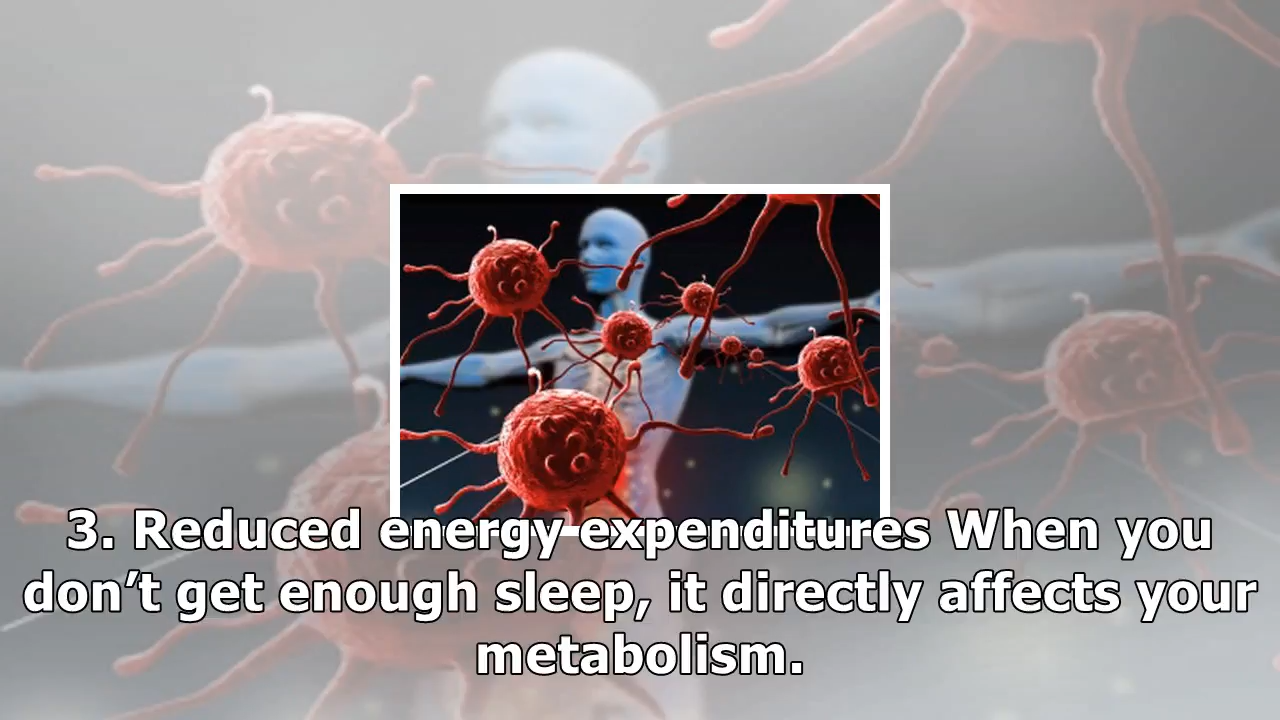 3. Reduced energy expenditures When you
don’t get enough sleep, it directly affects your
metabolism.